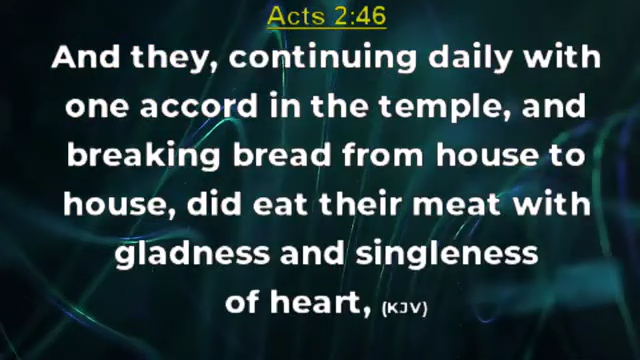 Acts 2:46
And they, continuing daily with
one accord in the temple, and
breaking bread from house to
house, did eat their meat with
gladness and singleness
of heart, (KJV)